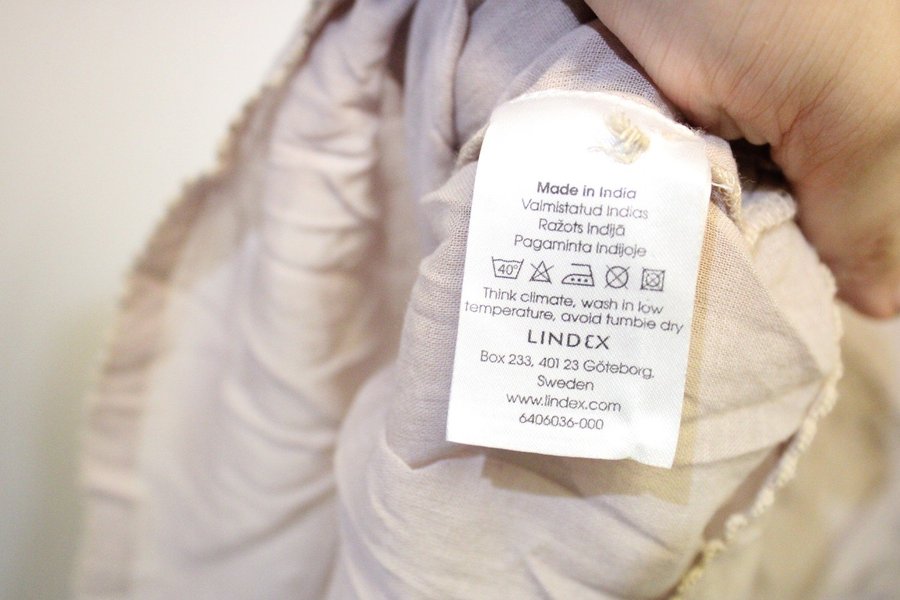 Made in India
Valmistatud Indias
Ražots Indijā
Pagaminta Indijoje
40°
Think climate, wash in low
temperature, avoid tumble dry
LINDEX
Box 233, 401 23 Göteborg,
Sweden
www.lindex.com
6406036-000